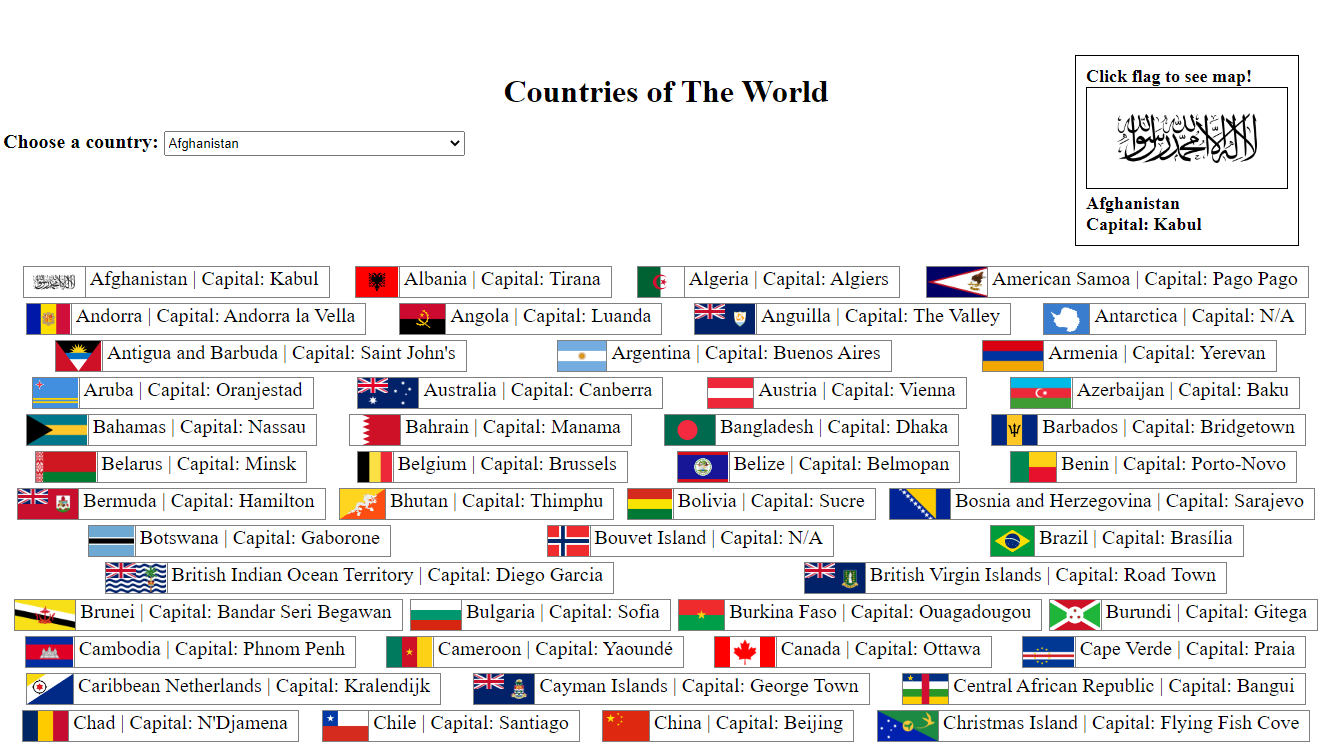 Countries of The World
Choose a country: Afghanistan
Click flag to see map!
لا إله إلا الله محمد رسول الله
Afghanistan
Capital: Kabul
Afghanistan | Capital: Kabul
Albania | Capital: Tirana
Algeria | Capital: Algiers
American Samoa | Capital: Pago Pago
Andorra | Capital: Andorra la Vella
Angola | Capital: Luanda
Anguilla | Capital: The Valley
Antarctica | Capital: N/A
Antigua and Barbuda | Capital: Saint John's
Argentina | Capital: Buenos Aires
Armenia | Capital: Yerevan
Aruba | Capital: Oranjestad
Australia | Capital: Canberra
Austria | Capital: Vienna
Azerbaijan | Capital: Baku
Bahamas | Capital: Nassau
Bahrain | Capital: Manama
Bangladesh | Capital: Dhaka
Barbados | Capital: Bridgetown
Belarus | Capital: Minsk
Belgium | Capital: Brussels
Belize | Capital: Belmopan
Benin | Capital: Porto-Novo
Bermuda | Capital: Hamilton
Bhutan | Capital: Thimphu
Bolivia | Capital: Sucre
Bosnia and Herzegovina | Capital: Sarajevo
Botswana | Capital: Gaborone
Bouvet Island | Capital: N/A
Brazil | Capital: Brasília
British Indian Ocean Territory | Capital: Diego Garcia
British Virgin Islands | Capital: Road Town
Brunei | Capital: Bandar Seri Begawan
Bulgaria | Capital: Sofia
Burkina Faso | Capital: Ouagadougou
Burundi | Capital: Gitega
Cambodia | Capital: Phnom Penh
Cameroon | Capital: Yaoundé
Canada | Capital: Ottawa
Cape Verde | Capital: Praia
Caribbean Netherlands | Capital: Kralendijk
Cayman Islands | Capital: George Town
Central African Republic | Capital: Bangui
Chad | Capital: N'Djamena
Chile | Capital: Santiago
China | Capital: Beijing
Christmas Island | Capital: Flying Fish Cove